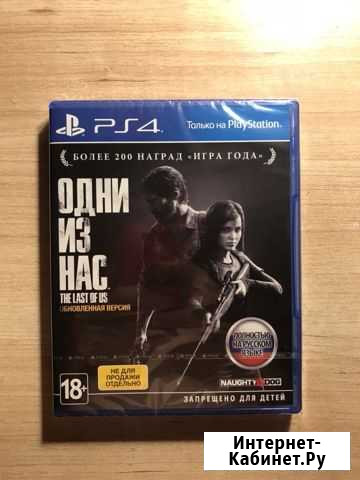 PS4
Только на PlayStation
БОЛЕЕ 200 НАГРАД «ИГРА ГОДА»
ОДНИ
ИЗ
НАС
THE LAST OF US
ОБНОВЛЕННАЯ ВЕРСИЯ
ПОЛНОСТЬЮ
НА РУССКОМ
ЯЗЫКЕ
НЕ ДЛЯ
ПРОДАЖИ
ОТДЕЛЬНО
18+
NAUGHTY DOG
ЗАПРЕЩЕНО ДЛЯ ДЕТЕЙ
Интернет-
Кабинет.Ру